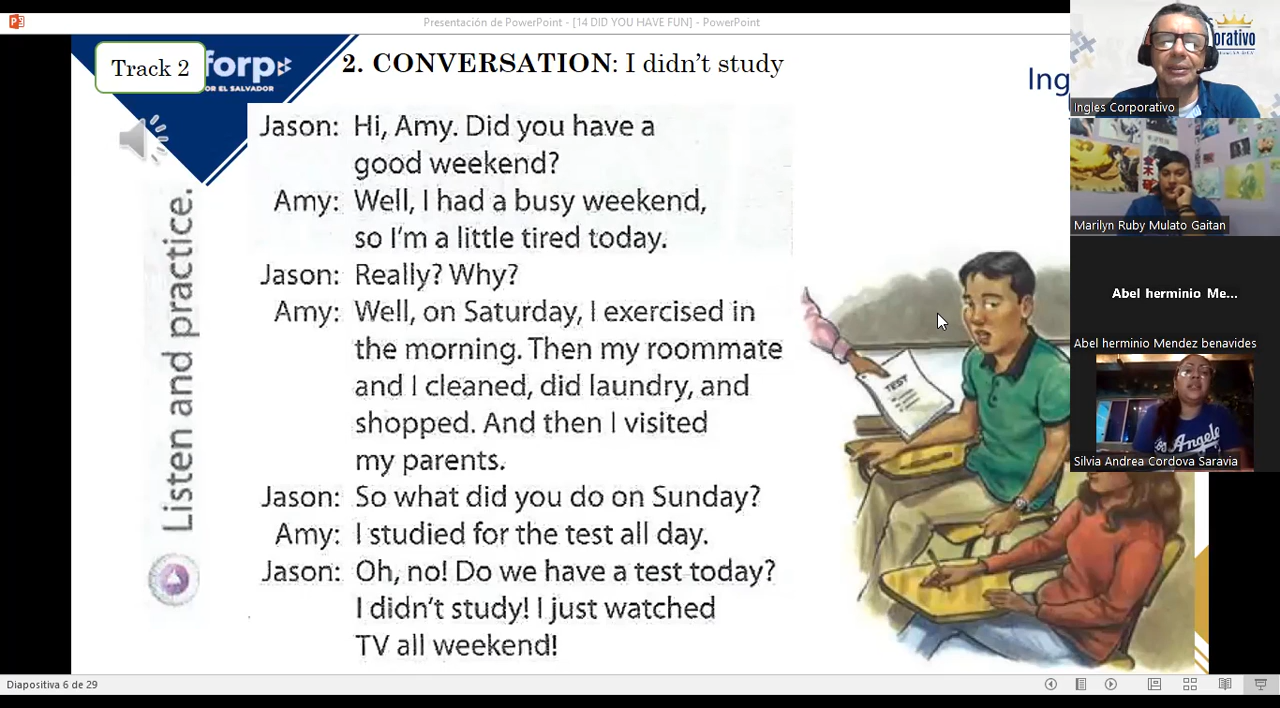 Presentación de PowerPoint - [14 DID YOU HAVE FUN] - PowerPoint
Track 2
forp
POR EL SALVADOR
2. CONVERSATION: I didn't study
Ing
orativo
Ingles Corporativo
Listen and practice.
Jason: Hi, Amy. Did you have a
good weekend?
Amy: Well, I had a busy weekend,
so I'm a little tired today.
Jason: Really? Why?
Amy: Well, on Saturday, I exercised in
the morning. Then my roommate
and I cleaned, did laundry, and
shopped. And then I visited
my parents.
Jason: So what did you do on Sunday?
Amy: I studied for the test all day.
Jason: Oh, no! Do we have a test today?
I didn't study! I just watched
TV all weekend!
TEST
Marilyn Ruby Mulato Gaitan
Abel herminio Me...
Abel herminio Mendez benavides
Los Angeles
Silvia Andrea Cordova Saravia
Diapositiva 6 de 29